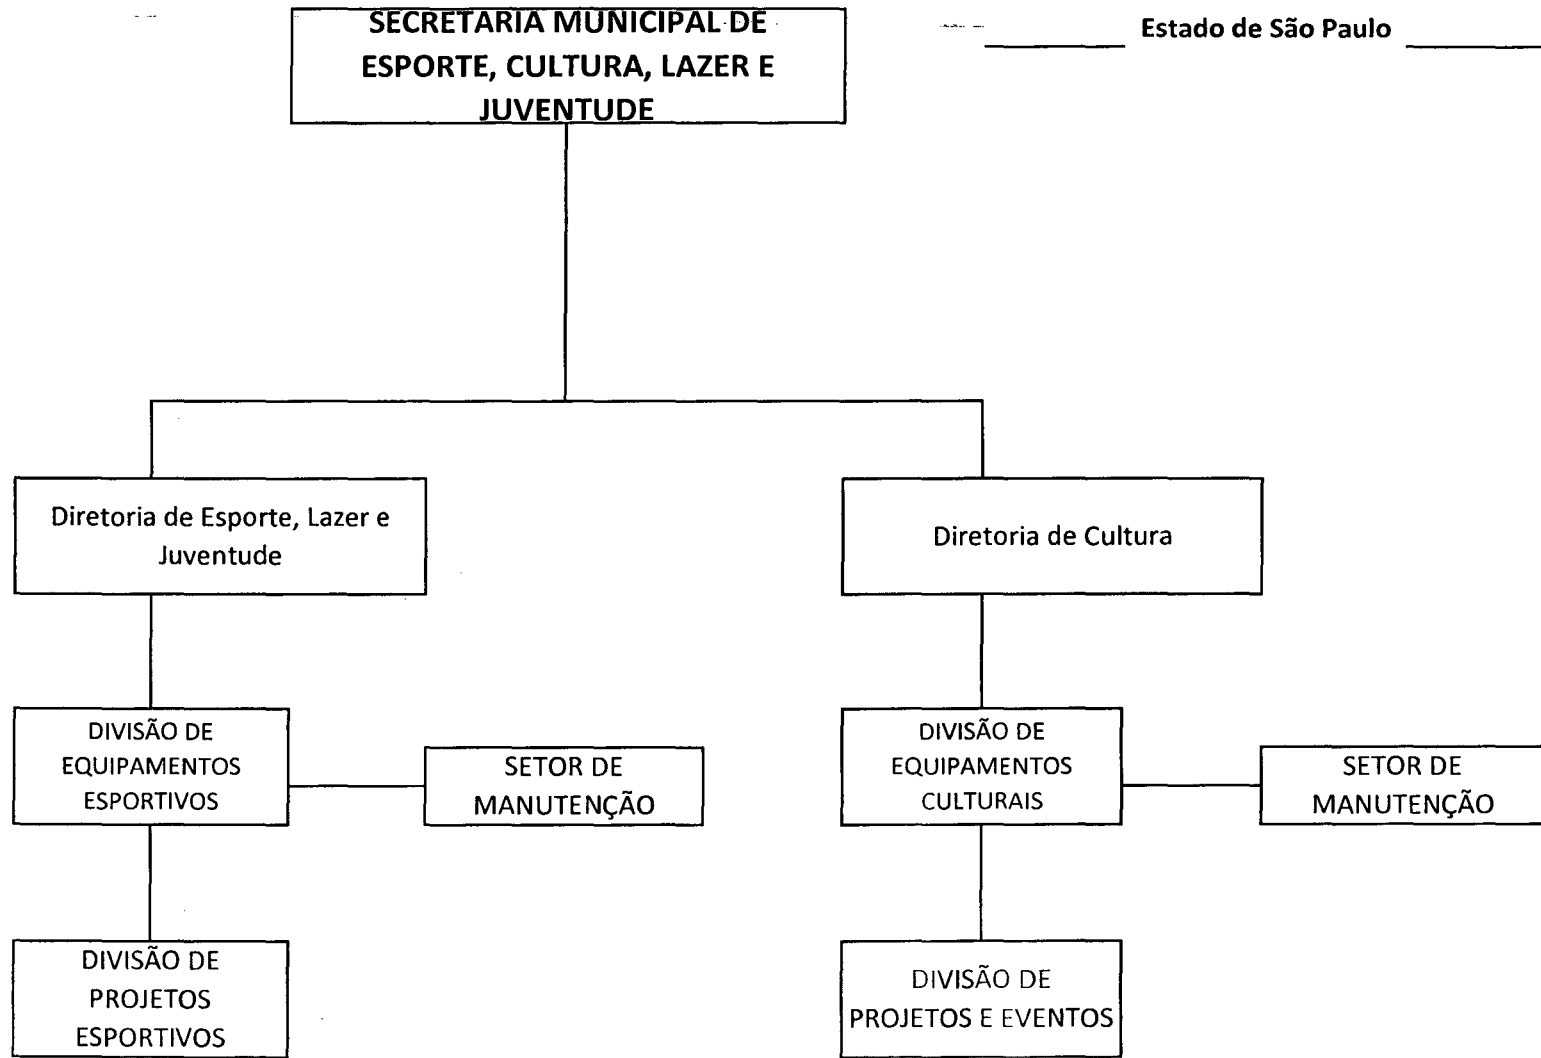 SECRETARIA MUNICIPAL DE
ESPORTE, CULTURA, LAZER E
JUVENTUDE
Estado de São Paulo
Diretoria de Esporte, Lazer e
Juventude
Diretoria de Cultura
DIVISÃO DE
EQUIPAMENTOS
ESPORTIVOS
SETOR DE
MANUTENÇÃO
DIVISÃO DE
EQUIPAMENTOS
CULTURAIS
SETOR DE
MANUTENÇÃO
DIVISÃO DE
PROJETOS
ESPORTIVOS
DIVISÃO DE
PROJETOS E EVENTOS